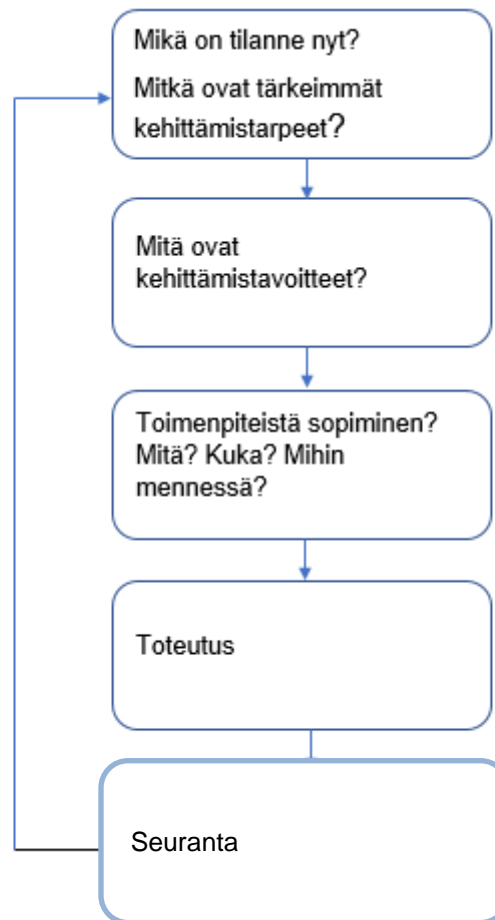 Mikä on tilanne nyt?
Mitkä ovat tärkeimmät
kehittämistarpeet?
Mitä ovat
kehittämistavoitteet?
Toimenpiteistä sopiminen?
Mitä? Kuka? Mihin
mennessä?
Toteutus
Seuranta